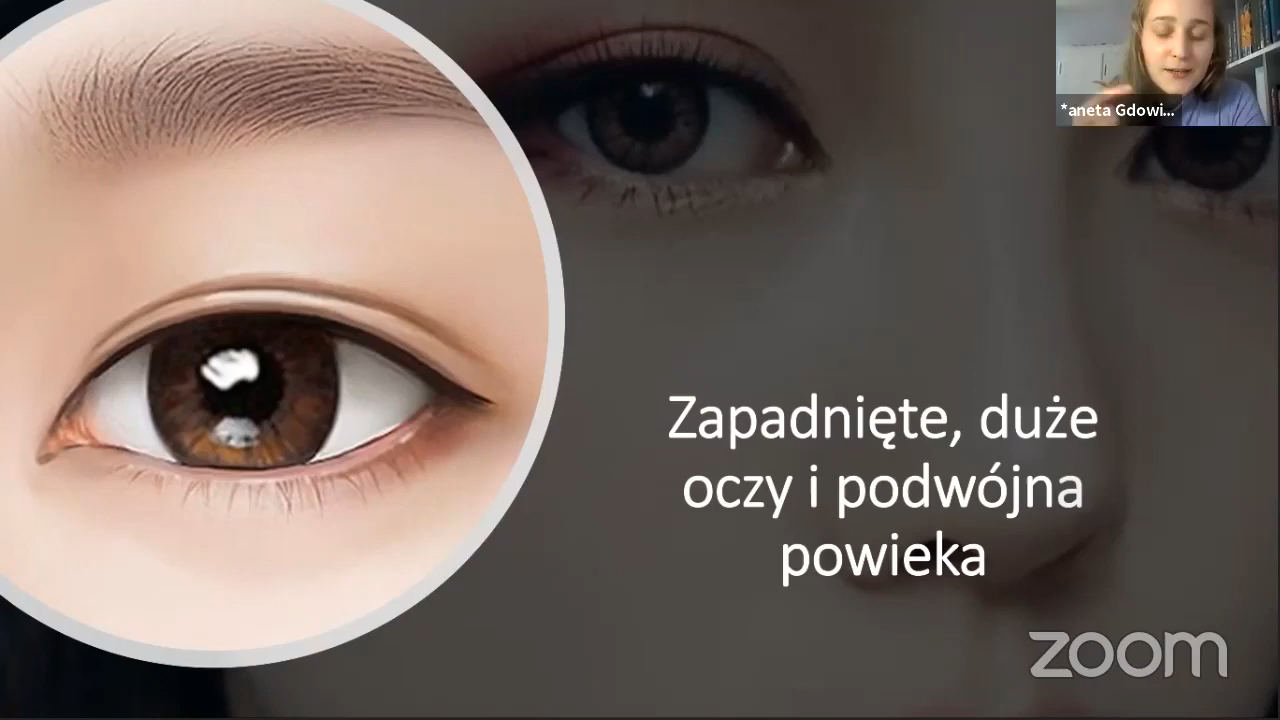 *aneta Gdowi...
Zapadnięte, duże
oczy i podwójna
powieka
zoom